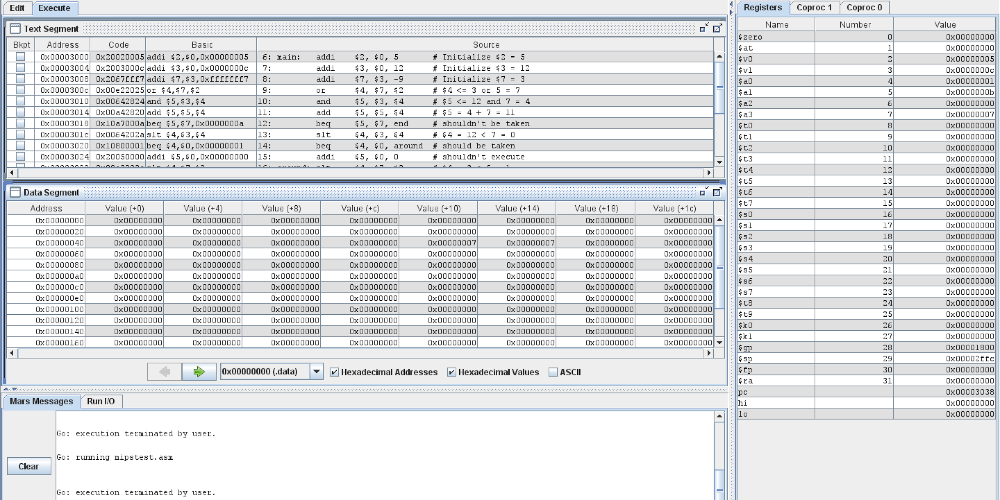 Edit Execute
Text Segment
Bkpt Address Code Basic Source
0x00003000 0x20020005 addi $2,$0,0x00000005 6: main: addi $2, $0, 5 # Initialize $2 = 5
0x00003004 0x2003000c addi $3,$0,0x0000000c 7: addi $3, $0, 12 # Initialize $3 = 12
0x00003008 0x2067fff7 addi $7,$3,0xfffffff7 8: addi $7, $3, -9 # Initialize $7 = 3
0x0000300c 0x00e22025 or $4,$7,$2 9: or $4, $7, $2 # $4 <= 3 or 5 = 7
0x00003010 0x00642824 and $5,$3,$4 10: and $5, $3, $4 # $5 <= 12 and 7 = 4
0x00003014 0x00a42820 add $5,$5,$4 11: add $5, $5, $4 # $5 = 4 + 7 = 11
0x00003018 0x10a7000a beq $5,$7,0x0000000a 12: beq $5, $7, end # shouldn't be taken
0x0000301c 0x0064202a slt $4,$3,$4 13: slt $4, $3, $4 # $4 = 12 < 7 = 0
0x00003020 0x10800001 beq $4,$0,0x00000001 14: beq $4, $0, around # should be taken
0x00003024 0x20050000 addi $5,$0,0x00000000 15: addi $5, $0, 0 # shouldn't execute
Data Segment
Address Value (+0) Value (+4) Value (+8) Value (+c) Value (+10) Value (+14) Value (+18) Value (+1c)
0x00000000 0x00000000 0x00000000 0x00000000 0x00000000 0x00000000 0x00000000 0x00000000 0x00000000
0x00000020 0x00000000 0x00000000 0x00000000 0x00000000 0x00000000 0x00000000 0x00000000 0x00000000
0x00000040 0x00000000 0x00000000 0x00000000 0x00000000 0x00000007 0x00000007 0x00000000 0x00000000
0x00000060 0x00000000 0x00000000 0x00000000 0x00000000 0x00000000 0x00000000 0x00000000 0x00000000
0x00000080 0x00000000 0x00000000 0x00000000 0x00000000 0x00000000 0x00000000 0x00000000 0x00000000
0x000000a0 0x00000000 0x00000000 0x00000000 0x00000000 0x00000000 0x00000000 0x00000000 0x00000000
0x000000c0 0x00000000 0x00000000 0x00000000 0x00000000 0x00000000 0x00000000 0x00000000 0x00000000
0x000000e0 0x00000000 0x00000000 0x00000000 0x00000000 0x00000000 0x00000000 0x00000000 0x00000000
0x00000100 0x00000000 0x00000000 0x00000000 0x00000000 0x00000000 0x00000000 0x00000000 0x00000000
0x00000120 0x00000000 0x00000000 0x00000000 0x00000000 0x00000000 0x00000000 0x00000000 0x00000000
0x00000140 0x00000000 0x00000000 0x00000000 0x00000000 0x00000000 0x00000000 0x00000000 0x00000000
0x00000160 0x00000000 0x00000000 0x00000000 0x00000000 0x00000000 0x00000000 0x00000000 0x00000000
0x00000000 (.data) Hexadecimal Addresses Hexadecimal Values ASCII
Mars Messages Run I/O
Go: execution terminated by user.
Go: running mipstest.asm
Clear
Go: execution terminated by user.
Registers Coproc 1 Coproc 0
Name Number Value
$zero 0 0x00000000
$at 1 0x00000000
$v0 2 0x00000005
$v1 3 0x0000000c
$a0 4 0x00000001
$a1 5 0x0000000b
$a2 6 0x00000000
$a3 7 0x00000007
$t0 8 0x00000000
$t1 9 0x00000000
$t2 10 0x00000000
$t3 11 0x00000000
$t4 12 0x00000000
$t5 13 0x00000000
$t6 14 0x00000000
$t7 15 0x00000000
$s0 16 0x00000000
$s1 17 0x00000000
$s2 18 0x00000000
$s3 19 0x00000000
$s4 20 0x00000000
$s5 21 0x00000000
$s6 22 0x00000000
$s7 23 0x00000000
$t8 24 0x00000000
$t9 25 0x00000000
$k0 26 0x00000000
$k1 27 0x00000000
$gp 28 0x00001800
$sp 29 0x00002ffc
$fp 30 0x00000000
$ra 31 0x00000000
pc 0x00003038
hi 0x00000000
lo 0x00000000